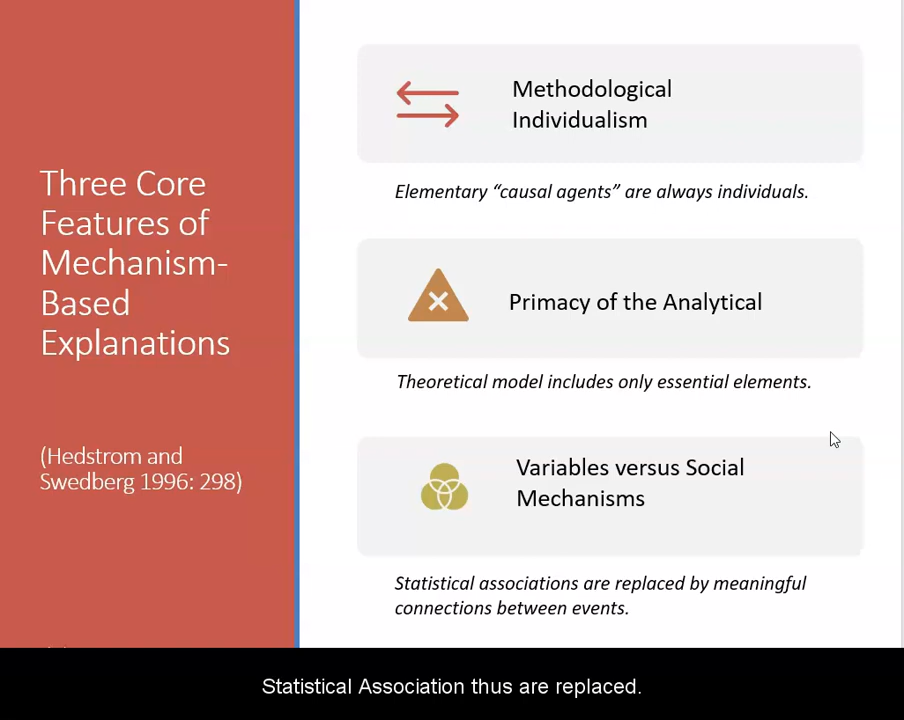 Three Core
Features of
Mechanism-
Based
Explanations
(Hedstrom and
Swedberg 1996: 298)
Methodological
Individualism
Elementary “causal agents” are always individuals.
Primacy of the Analytical
Theoretical model includes only essential elements.
Variables versus Social
Mechanisms
Statistical associations are replaced by meaningful
connections between events.
Statistical Association thus are replaced.